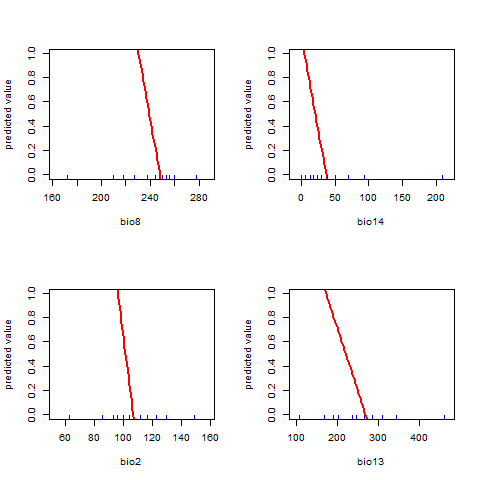 predicted value
0.0 0.2 0.4 0.6 0.8 1.0
160 200 240 280
bio8
predicted value
0.0 0.2 0.4 0.6 0.8 1.0
0 50 100 150 200
bio14
predicted value
0.0 0.2 0.4 0.6 0.8 1.0
60 80 100 120 140 160
bio2
predicted value
0.0 0.2 0.4 0.6 0.8 1.0
100 200 300 400
bio13